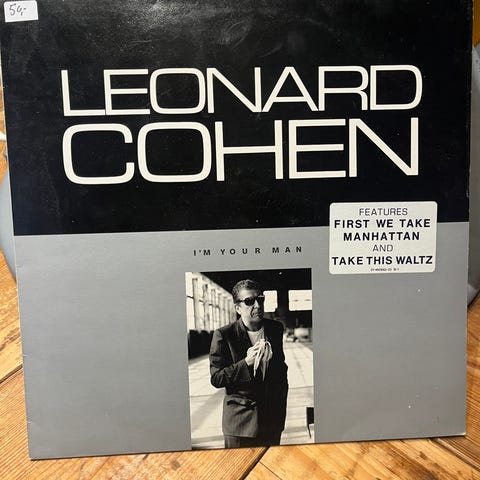 54,-
LEONARD
COHEN
FEATURES
FIRST WE TAKE
MANHATTAN
AND
TAKE THIS WALTZ
I'M YOUR MAN